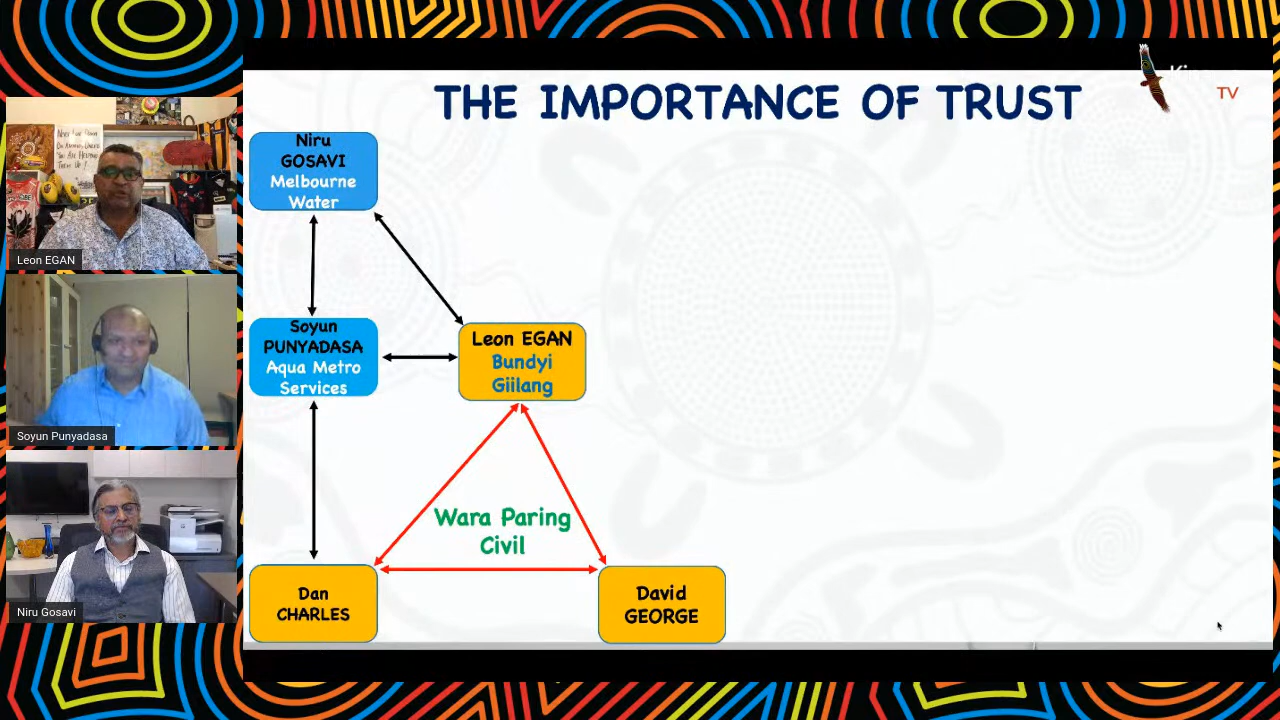 THE IMPORTANCE OF TRUST
TV
Niru
GOSAVI
Melbourne
Water
Leon EGAN
Soyun
PUNYADASA
Aqua Metro
Services
Leon EGAN
Bundyi
Giilang
Soyun Punyadasa
Wara Paring
Civil
Dan
CHARLES
David
GEORGE
Niru Gosavi